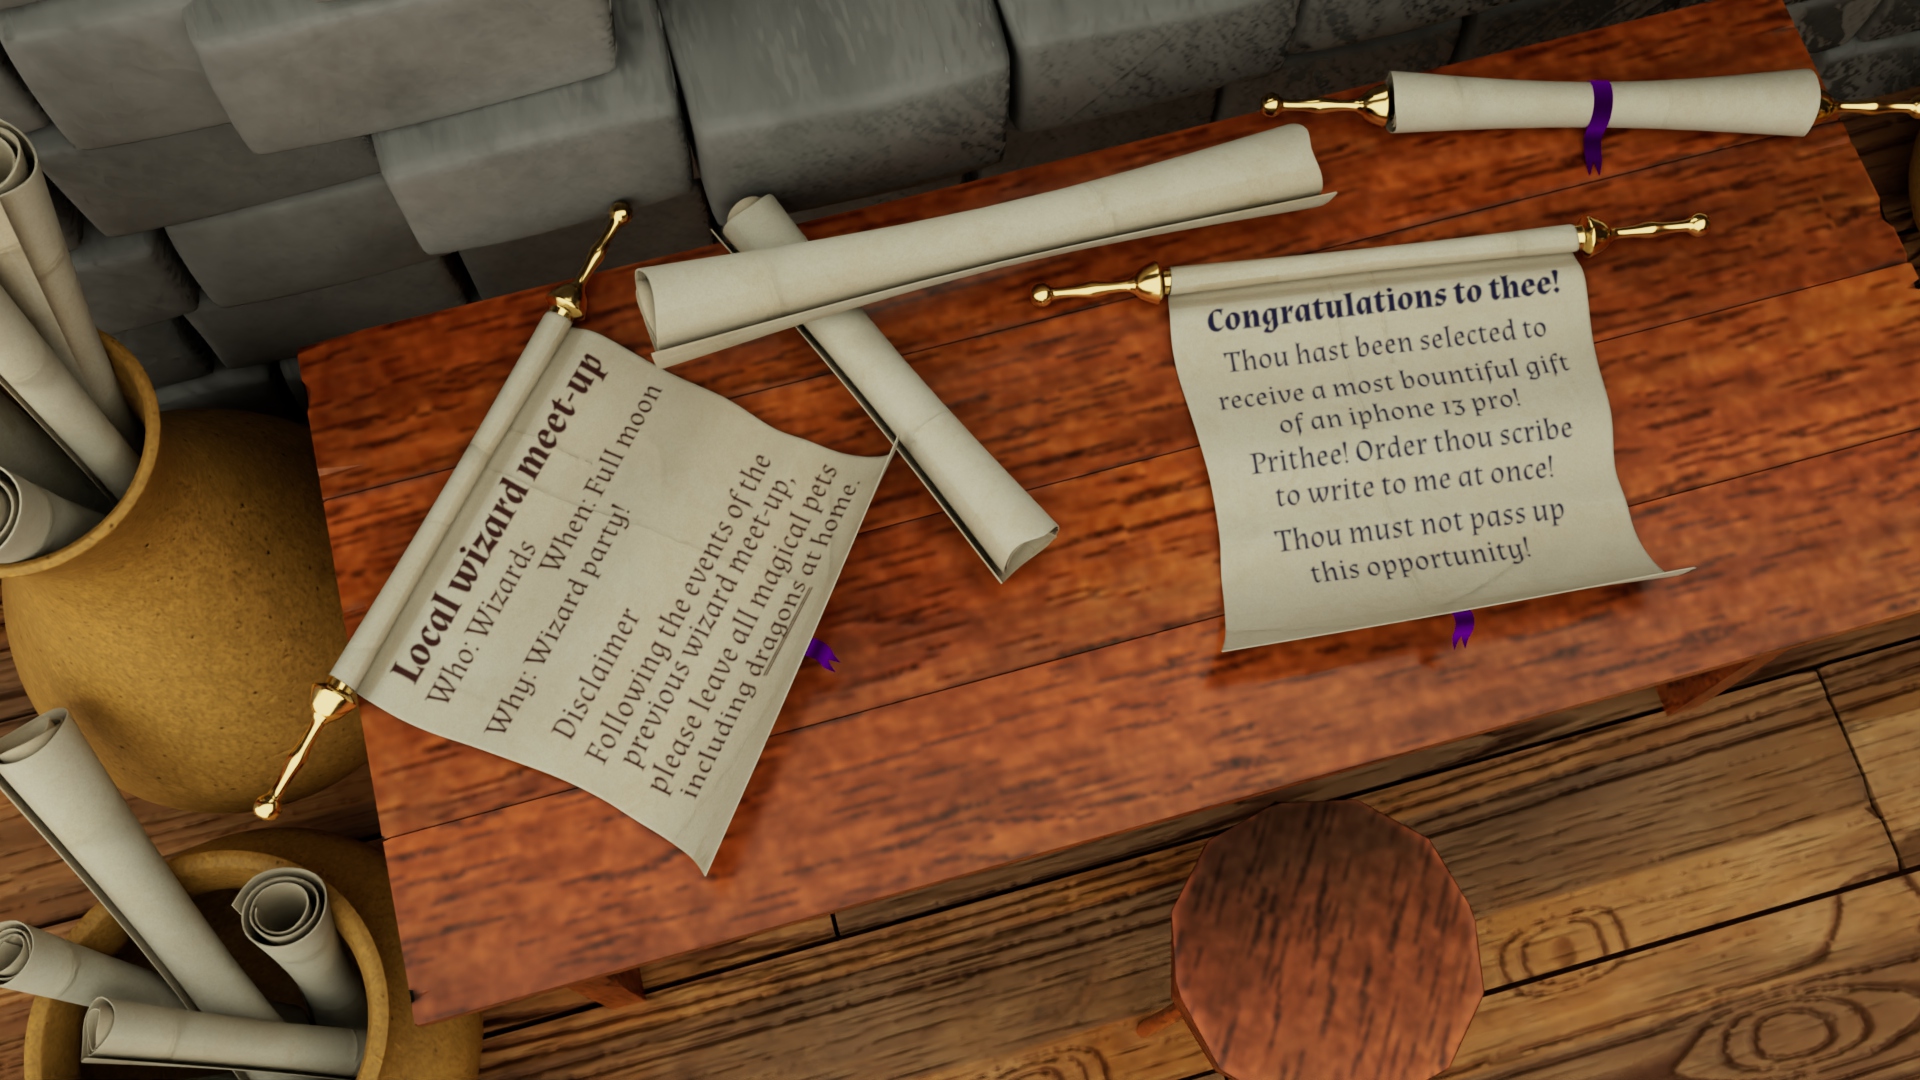 Local wizard meet-up
Who: Wizards
When: Full moon
Why: Wizard party!
Disclaimer
Following the events of the
previous wizard meet-up,
please leave all magical pets
including dragons at home.
Congratulations to thee!
Thou hast been selected to
receive a most bountiful gift
of an iphone 13 pro!
Prithee! Order thou scribe
to write to me at once!
Thou must not pass up
this opportunity!